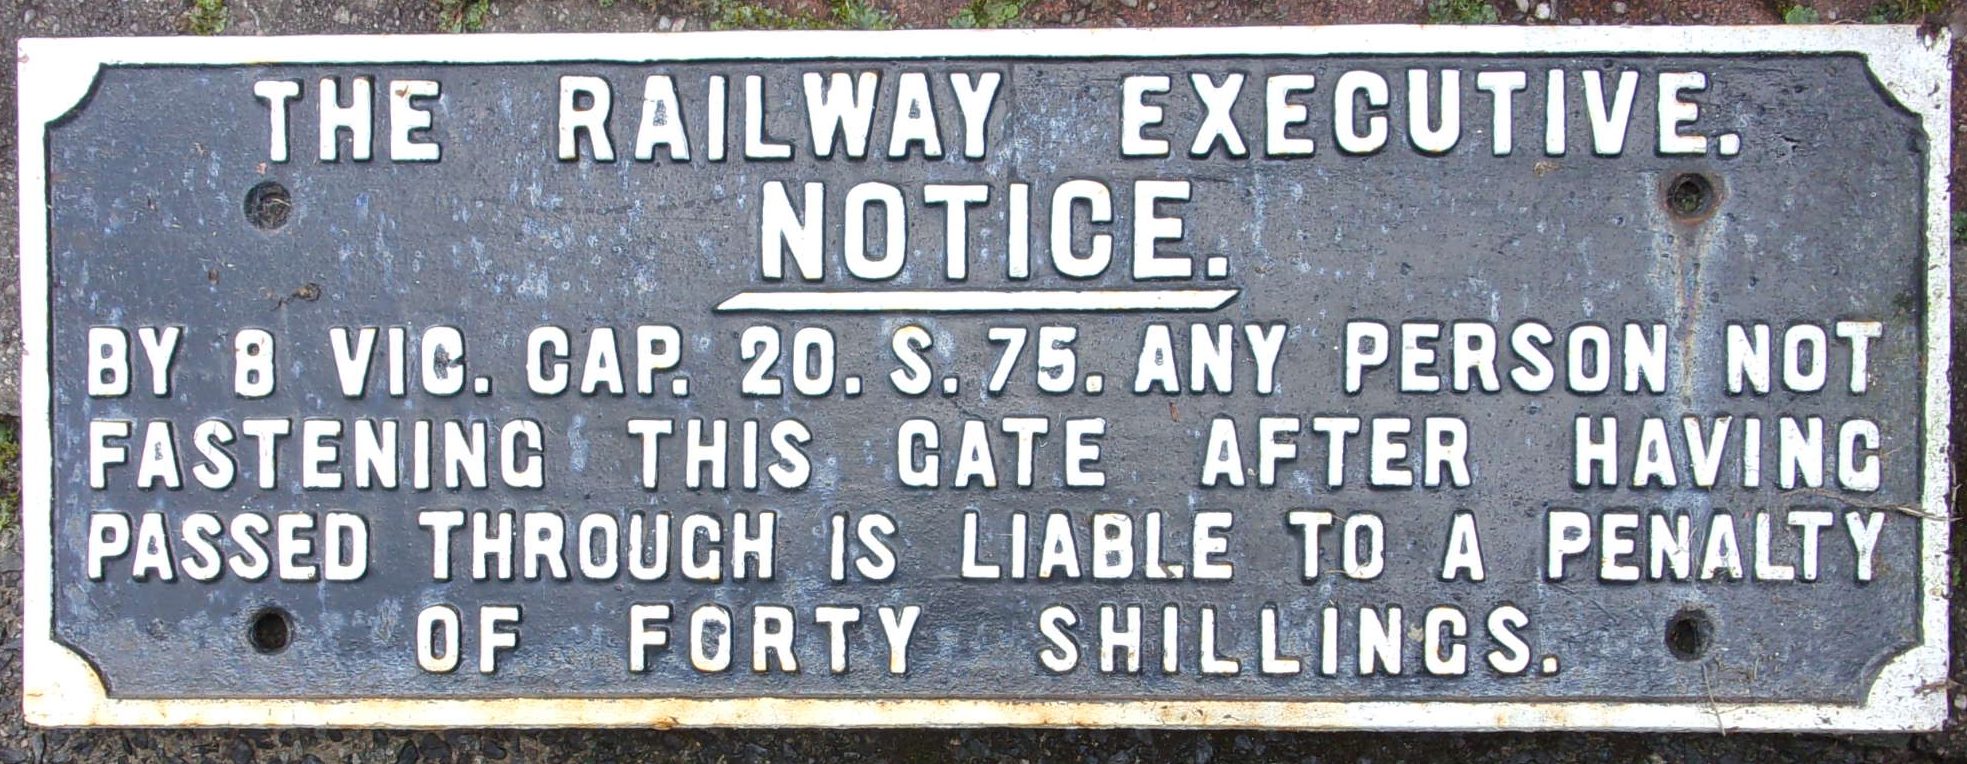 THE RAILWAY EXECUTIVE.
NOTICE.
BY 8 VIC. CAP. 20. S. 75. ANY PERSON NOT
FASTENING THIS GATE AFTER HAVING
PASSED THROUGH IS LIABLE TO A PENALTY
OF FORTY SHILLINGS.